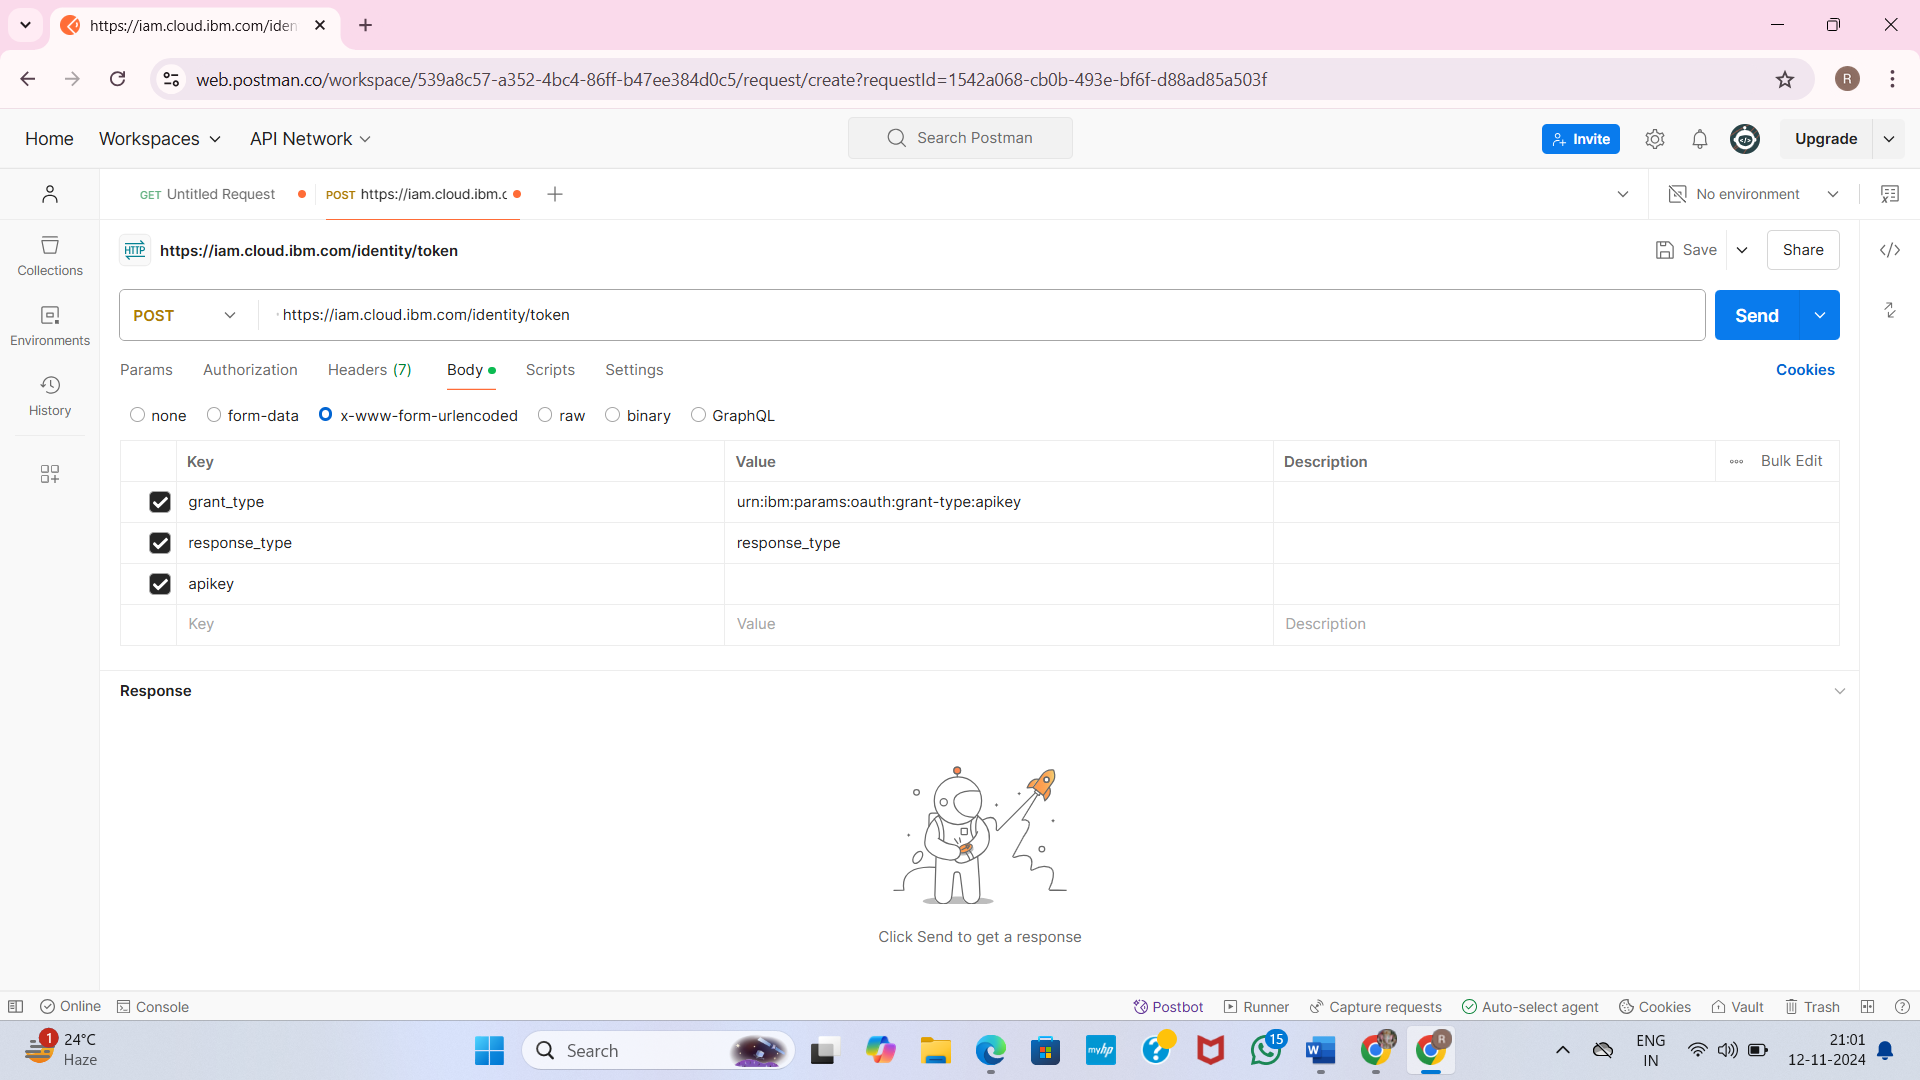 https://iam.cloud.ibm.com/iden
web.postman.co/workspace/539a8c57-a352-4bc4-86ff-b47ee384d0c5/request/create?requestId=1542a068-cb0b-493e-bf6f-d88ad85a503f
R
Home Workspaces API Network Search Postman Invite Upgrade
GET Untitled Request POST https://iam.cloud.ibm.c No environment
HTTP https://iam.cloud.ibm.com/identity/token Save Share
Collections
Environments
History
POST https://iam.cloud.ibm.com/identity/token Send
Params Authorization Headers (7) Body Scripts Settings Cookies
none form-data x-www-form-urlencoded raw binary GraphQL
Key Value Description Bulk Edit
grant_type urn:ibm:params:oauth:grant-type:apikey
response_type response_type
apikey
Key Value Description
Response
Click Send to get a response
Online Console Postbot Runner Capture requests Auto-select agent Cookies Vault Trash
1 24°C
Haze
Search
myhp
15
R
ENG
IN
21:01
12-11-2024